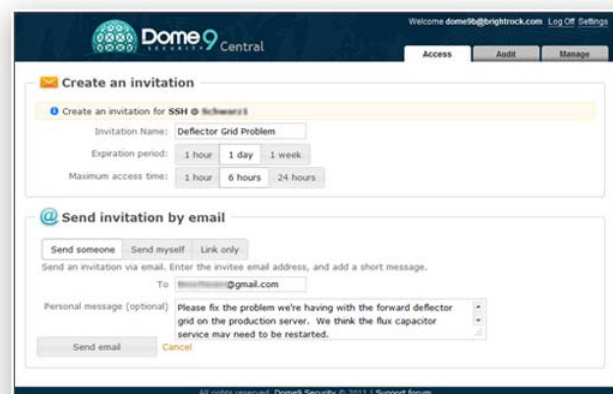 Welcome dome9b@brightrock.com Log Off Settings
Dome9 Central
SECURITY
Access Audit Manage
Create an invitation
Create an invitation for SSH @
Invitation Name: Deflector Grid Problem
Expiration period: 1 hour 1 day 1 week
Maximum access time: 1 hour 6 hours 24 hours
@ Send invitation by email
Send someone Send myself Link only
Send an invitation via email. Enter the invitee email address, and add a short message.
To @gmail.com
Personal message (optional) Please fix the problem we're having with the forward deflector
grid on the production server. We think the flux capacitor
service may need to be restarted.
Send email Cancel
All rights reserved, Dome9 Security © 2011 | Support forum